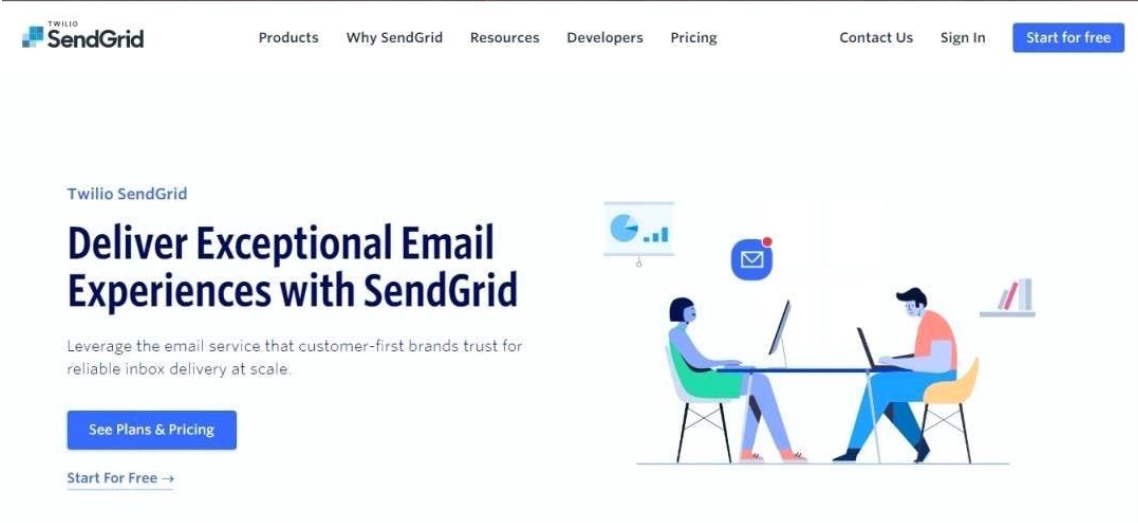 TWILIO
SendGrid
Products Why SendGrid Resources Developers Pricing Contact Us Sign In Start for free
Twilio SendGrid
Deliver Exceptional Email
Experiences with SendGrid
Leverage the email service that customer-first brands trust for
reliable inbox delivery at scale.
See Plans & Pricing
Start For Free →